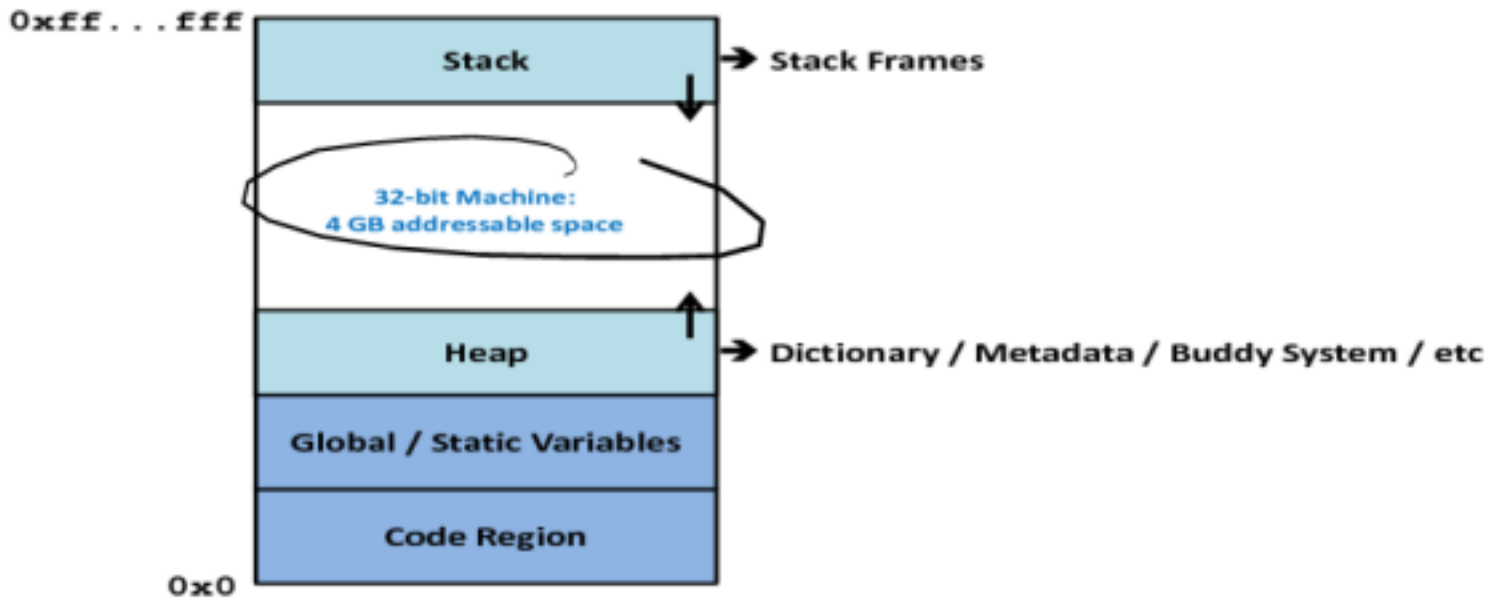 0xff...fff
Stack
Stack Frames
32-bit Machine:
4 GB addressable space
Heap
Dictionary / Metadata / Buddy System / etc
Global / Static Variables
Code Region
0x0